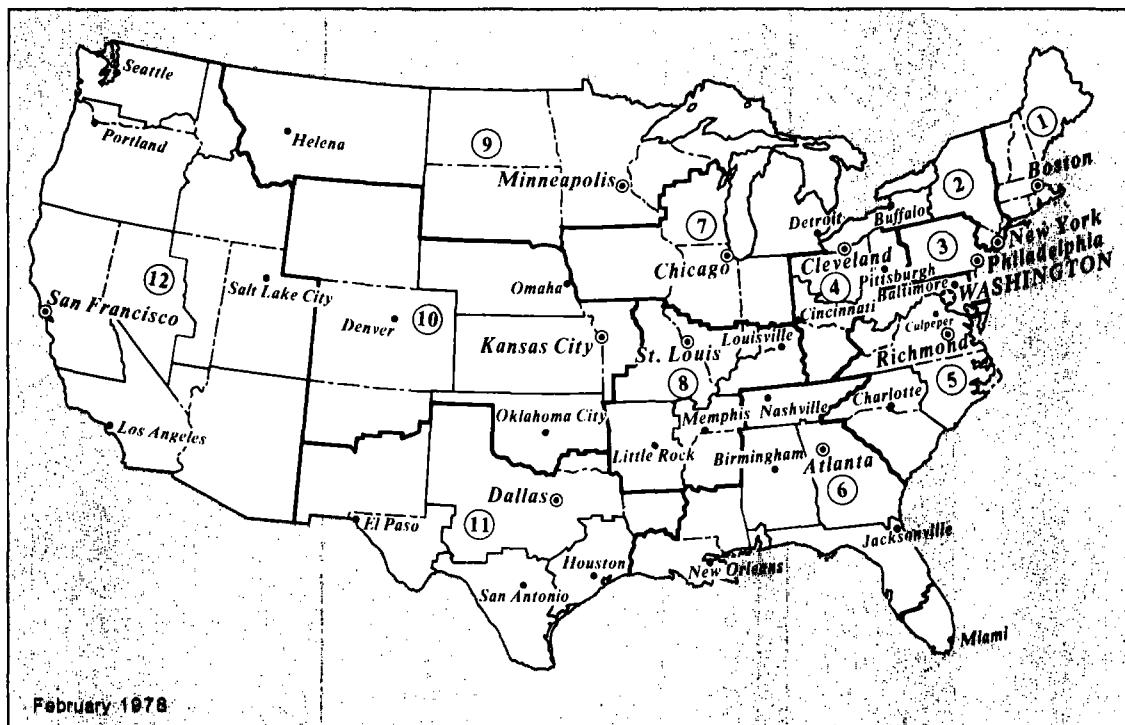 Seattle
Portland
Helena
9
Minneapolis
1
Boston
2
Buffalo
Detroit
7
Chicago
Cleveland
4
3
New York
Philadelphia
Pittsburgh
Baltimore
WASHINGTON
Cincinnati
Culpeper
Richmond
5
12
San Francisco
Salt Lake City
Omaha
Denver
10
Kansas City
St. Louis
8
Louisville
Los Angeles
Oklahoma City
Memphis
Nashville
Charlotte
Little Rock
Birmingham
Atlanta
6
Dallas
El Paso
11
Houston
San Antonio
New Orleans
Jacksonville
Miami
February 1978